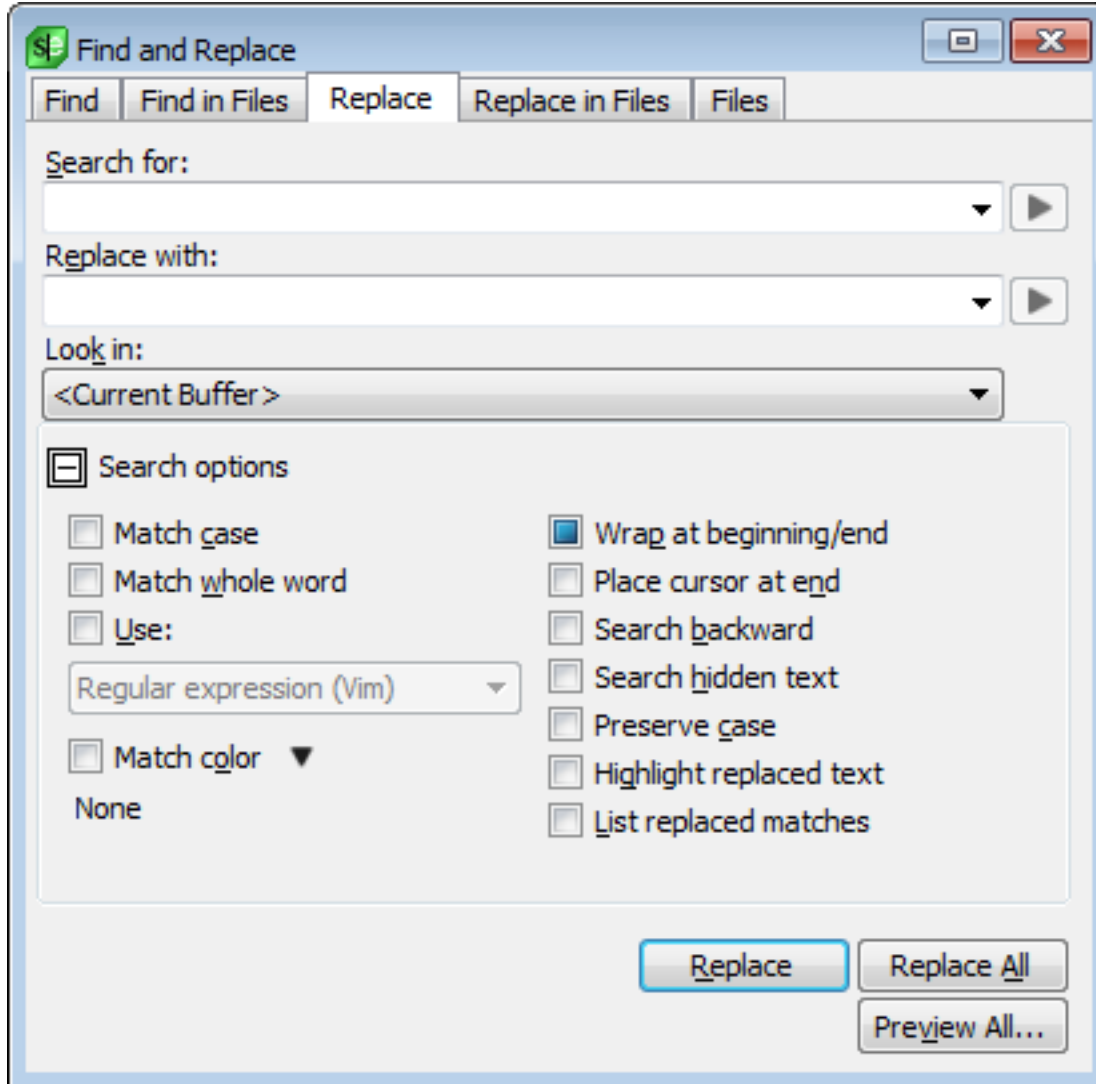 Find and Replace
Find Find in Files Replace Replace in Files Files
Search for:
Replace with:
Look in:
<Current Buffer>
Search options
Match case
Match whole word
Use:
Regular expression (Vim)
Match color
None
Wrap at beginning/end
Place cursor at end
Search backward
Search hidden text
Preserve case
Highlight replaced text
List replaced matches
Replace Replace All
Preview All...